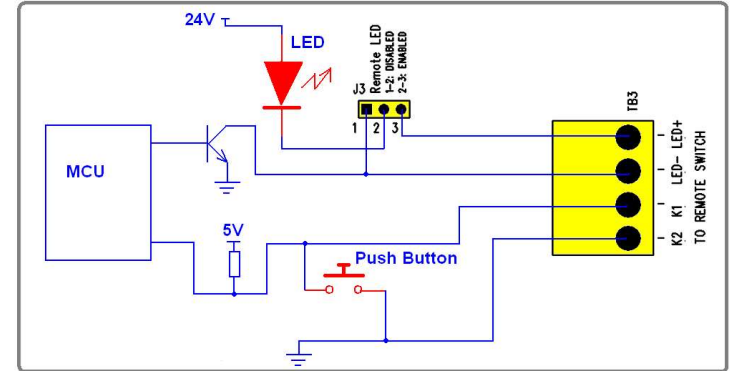 24V
LED
Remote LED
1-2: DISABLED
2-3: ENABLED
J3
1 2 3
TB3
MCU
5V
Push Button
LED+
LED-
K1
K2
TO REMOTE SWITCH